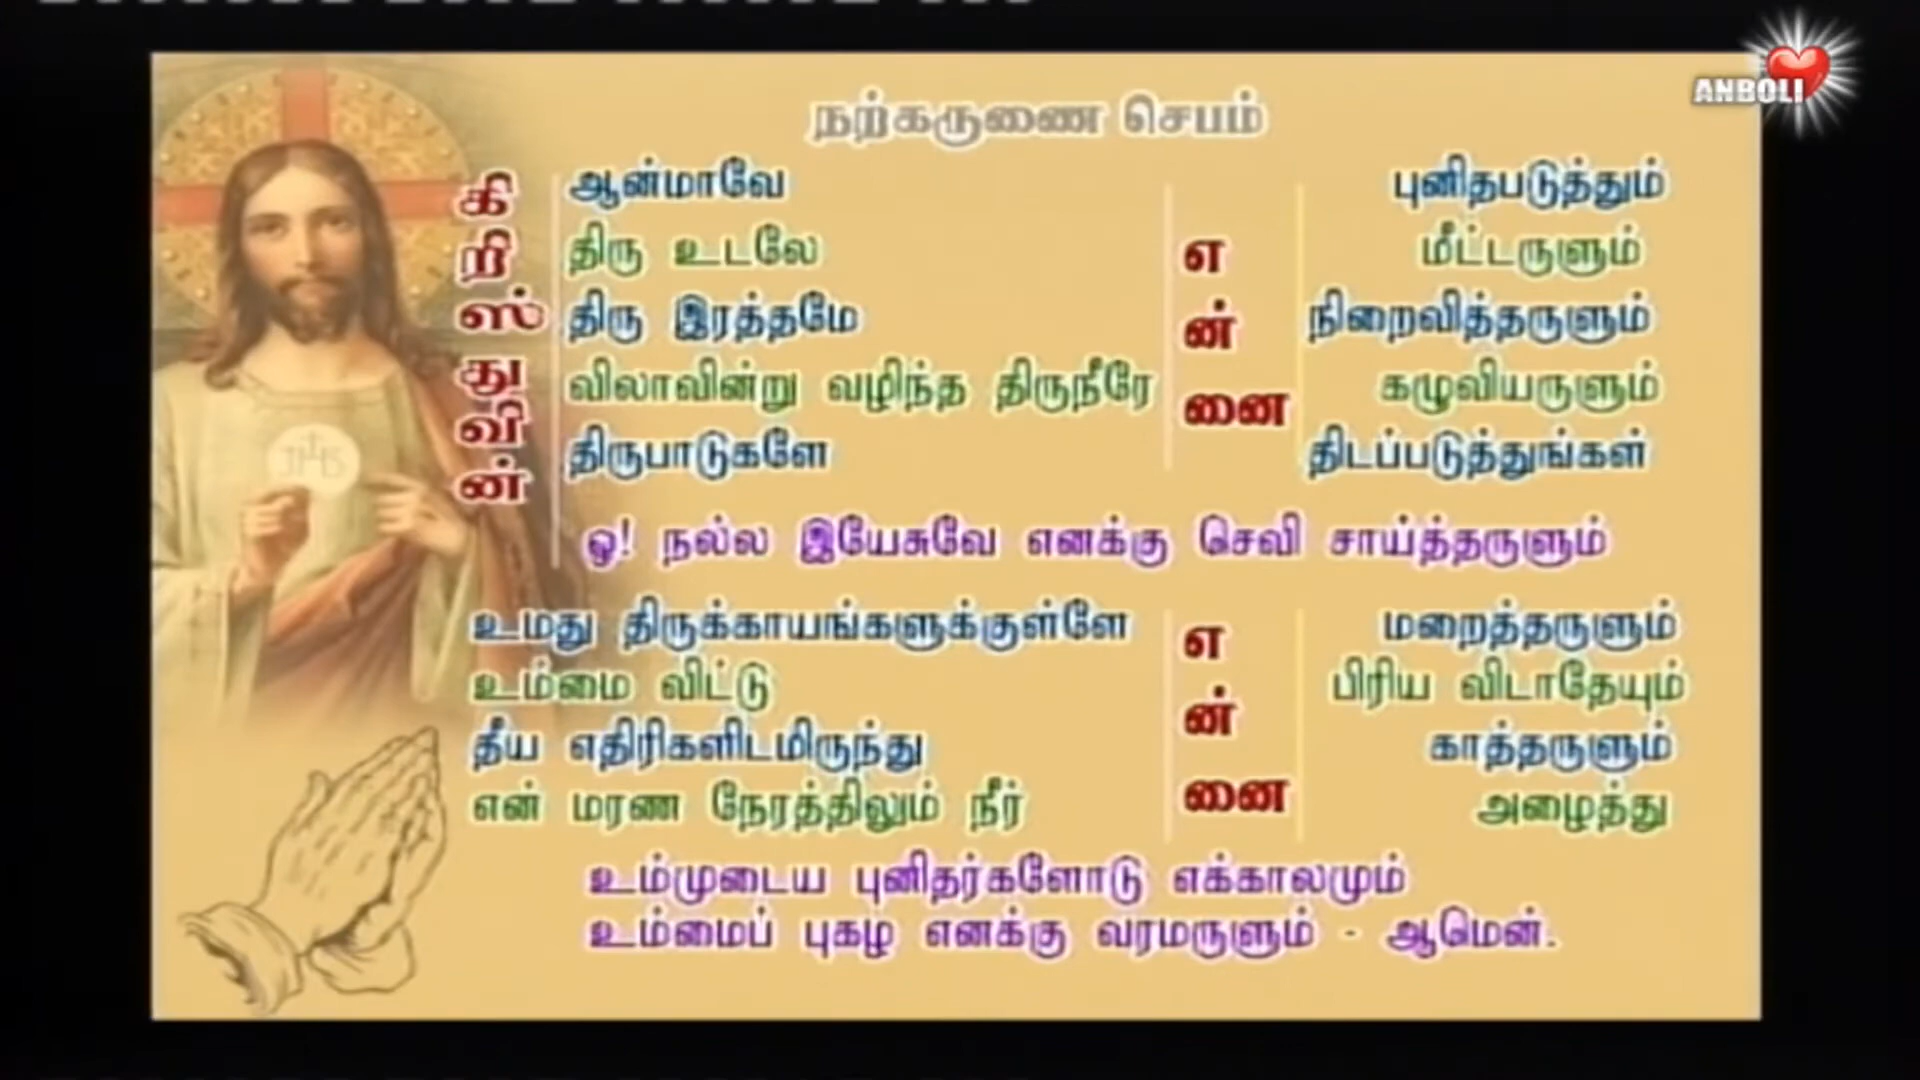 ANBOLI
நற்கருணை செபம்
கிறிஸ்துவின்
ஆன்மாவே என்னை புனிதபடுத்தும்
திரு உடலே மீட்டருளும்
திரு இரத்தமே நிறைவித்தருளும்
விலாவின்று வழிந்த திருநீரே கழுவியருளும்
திருபாடுகளே திடப்படுத்துங்கள்
ஓ! நல்ல இயேசுவே எனக்கு செவி சாய்த்தருளும்
உமது திருக்காயங்களுக்குள்ளே என்னை மறைத்தருளும்
உம்மை விட்டு பிரிய விடாதேயும்
தீய எதிரிகளிடமிருந்து காத்தருளும்
என் மரண நேரத்திலும் நீர் அழைத்து
உம்முடைய புனிதர்களோடு எக்காலமும்
உம்மைப் புகழ எனக்கு வரமருளும் - ஆமென்.